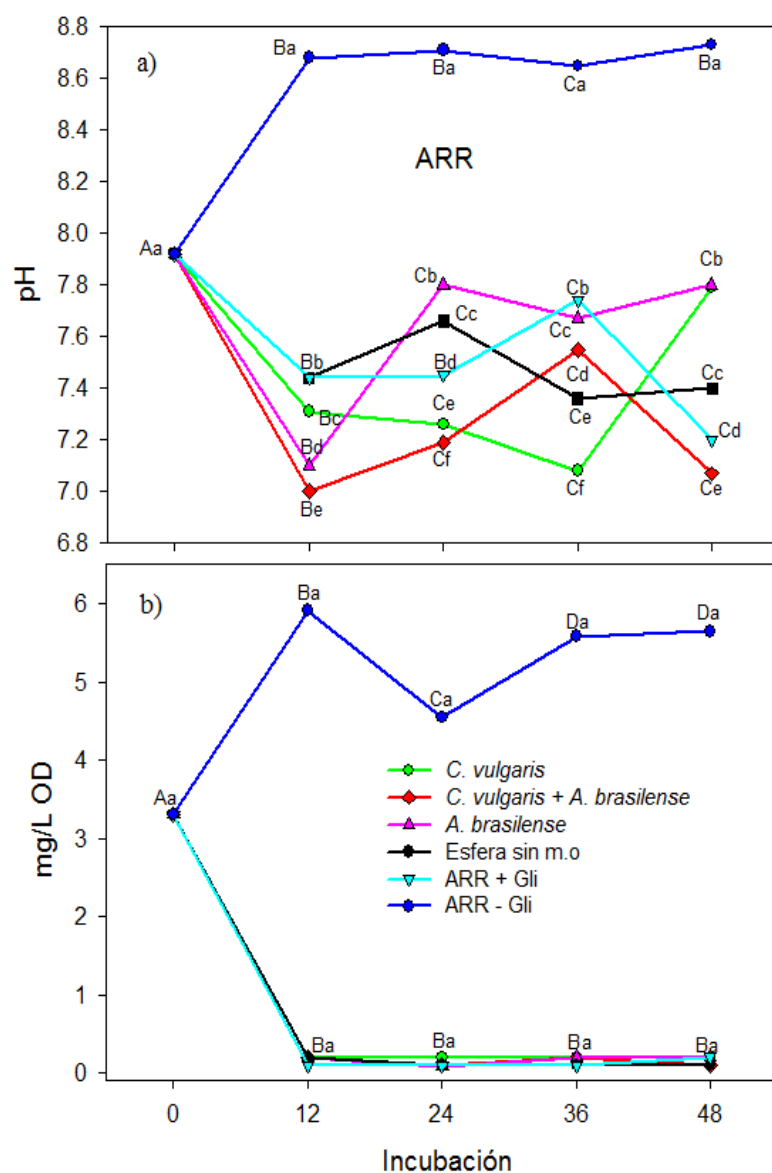 8.8
8.6
8.4
8.2
8.0
7.8
7.6
7.4
7.2
7.0
6.8
pH
a)
ARR
Aa
Ba
Ba
Ca
Ba
Bb
Bc
Bd
Be
Cb
Cc
Bd
Ce
Cf
Cb
Cc
Cd
Ce
Cf
Cb
Cc
Cd
Ce
6
5
4
3
2
1
0
mg/L OD
b)
Aa
Ba
Ca
Da
Da
C. vulgaris
C. vulgaris + A. brasilense
A. brasilense
Esfera sin m.o
ARR + Gli
ARR - Gli
Ba
Ba
Ba
Ba
0 12 24 36 48
Incubación